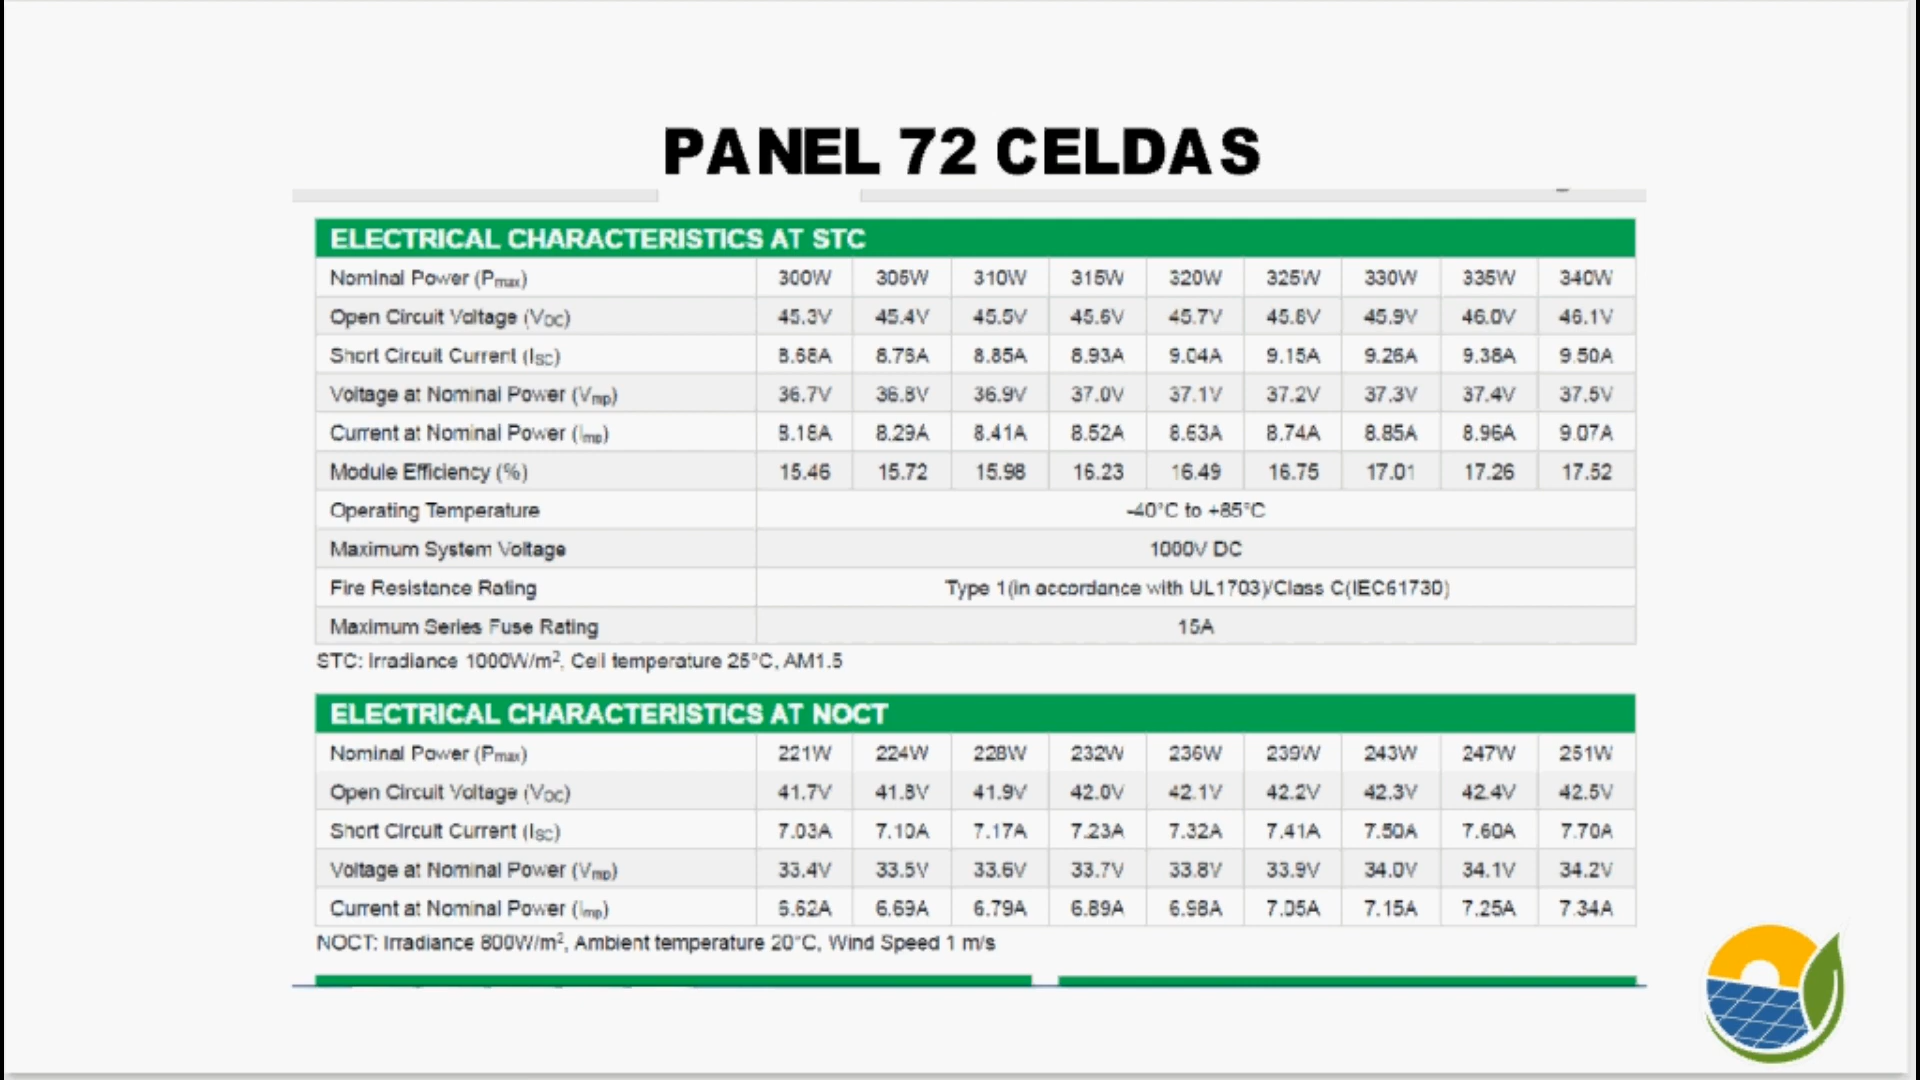 PANEL 72 CELDAS
ELECTRICAL CHARACTERISTICS AT STC
Nominal Power (Pmax) 300W 305W 310W 315W 320W 325W 330W 335W 340W
Open Circuit Voltage (VOC) 45.3V 45.4V 45.5V 45.6V 45.7V 45.8V 45.9V 46.0V 46.1V
Short Circuit Current (ISC) 8.68A 8.76A 8.85A 8.93A 9.04A 9.15A 9.26A 9.38A 9.50A
Voltage at Nominal Power (Vmp) 36.7V 36.8V 36.9V 37.0V 37.1V 37.2V 37.3V 37.4V 37.5V
Current at Nominal Power (Imp) 8.18A 8.29A 8.41A 8.52A 8.63A 8.74A 8.85A 8.96A 9.07A
Module Efficiency (%) 15.46 15.72 15.98 16.23 16.49 16.75 17.01 17.26 17.52
Operating Temperature -40°C to +85°C
Maximum System Voltage 1000V DC
Fire Resistance Rating Type 1(in accordance with UL1703)/Class C(IEC61730)
Maximum Series Fuse Rating 15A
STC: Irradiance 1000W/m², Cell temperature 25°C, AM1.5
ELECTRICAL CHARACTERISTICS AT NOCT
Nominal Power (Pmax) 221W 224W 228W 232W 236W 239W 243W 247W 251W
Open Circuit Voltage (VOC) 41.7V 41.8V 41.9V 42.0V 42.1V 42.2V 42.3V 42.4V 42.5V
Short Circuit Current (ISC) 7.03A 7.10A 7.17A 7.23A 7.32A 7.41A 7.50A 7.60A 7.70A
Voltage at Nominal Power (Vmp) 33.4V 33.5V 33.6V 33.7V 33.8V 33.9V 34.0V 34.1V 34.2V
Current at Nominal Power (Imp) 6.62A 6.69A 6.79A 6.89A 6.98A 7.05A 7.15A 7.25A 7.34A
NOCT: Irradiance 800W/m², Ambient temperature 20°C, Wind Speed 1 m/s